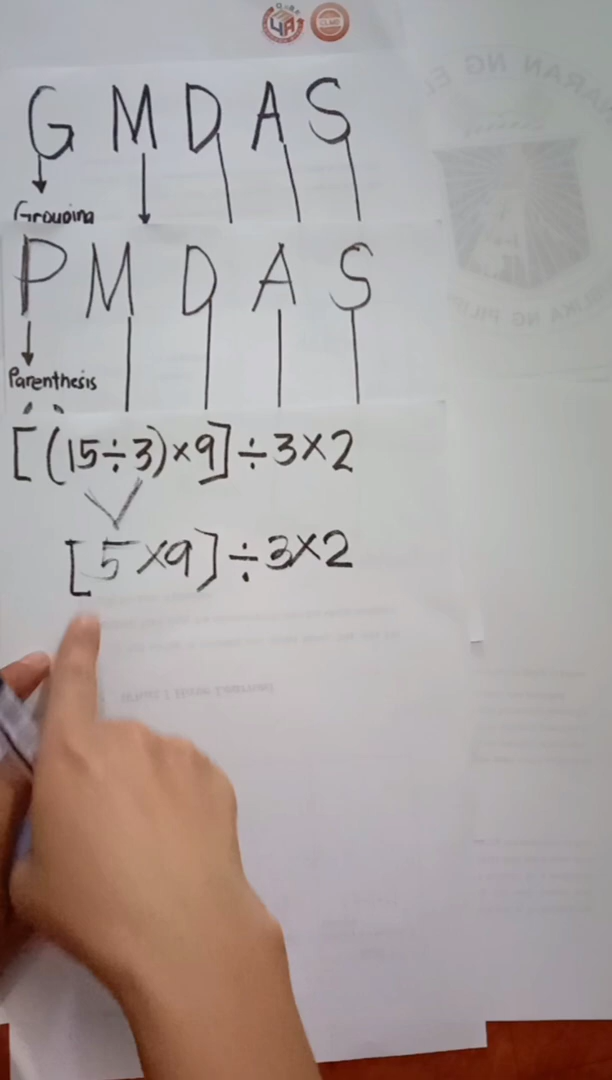 G M D A S
Grouping
P M D A S
Parenthesis
[(15÷3)×9]÷3×2
[5×9]÷3×2